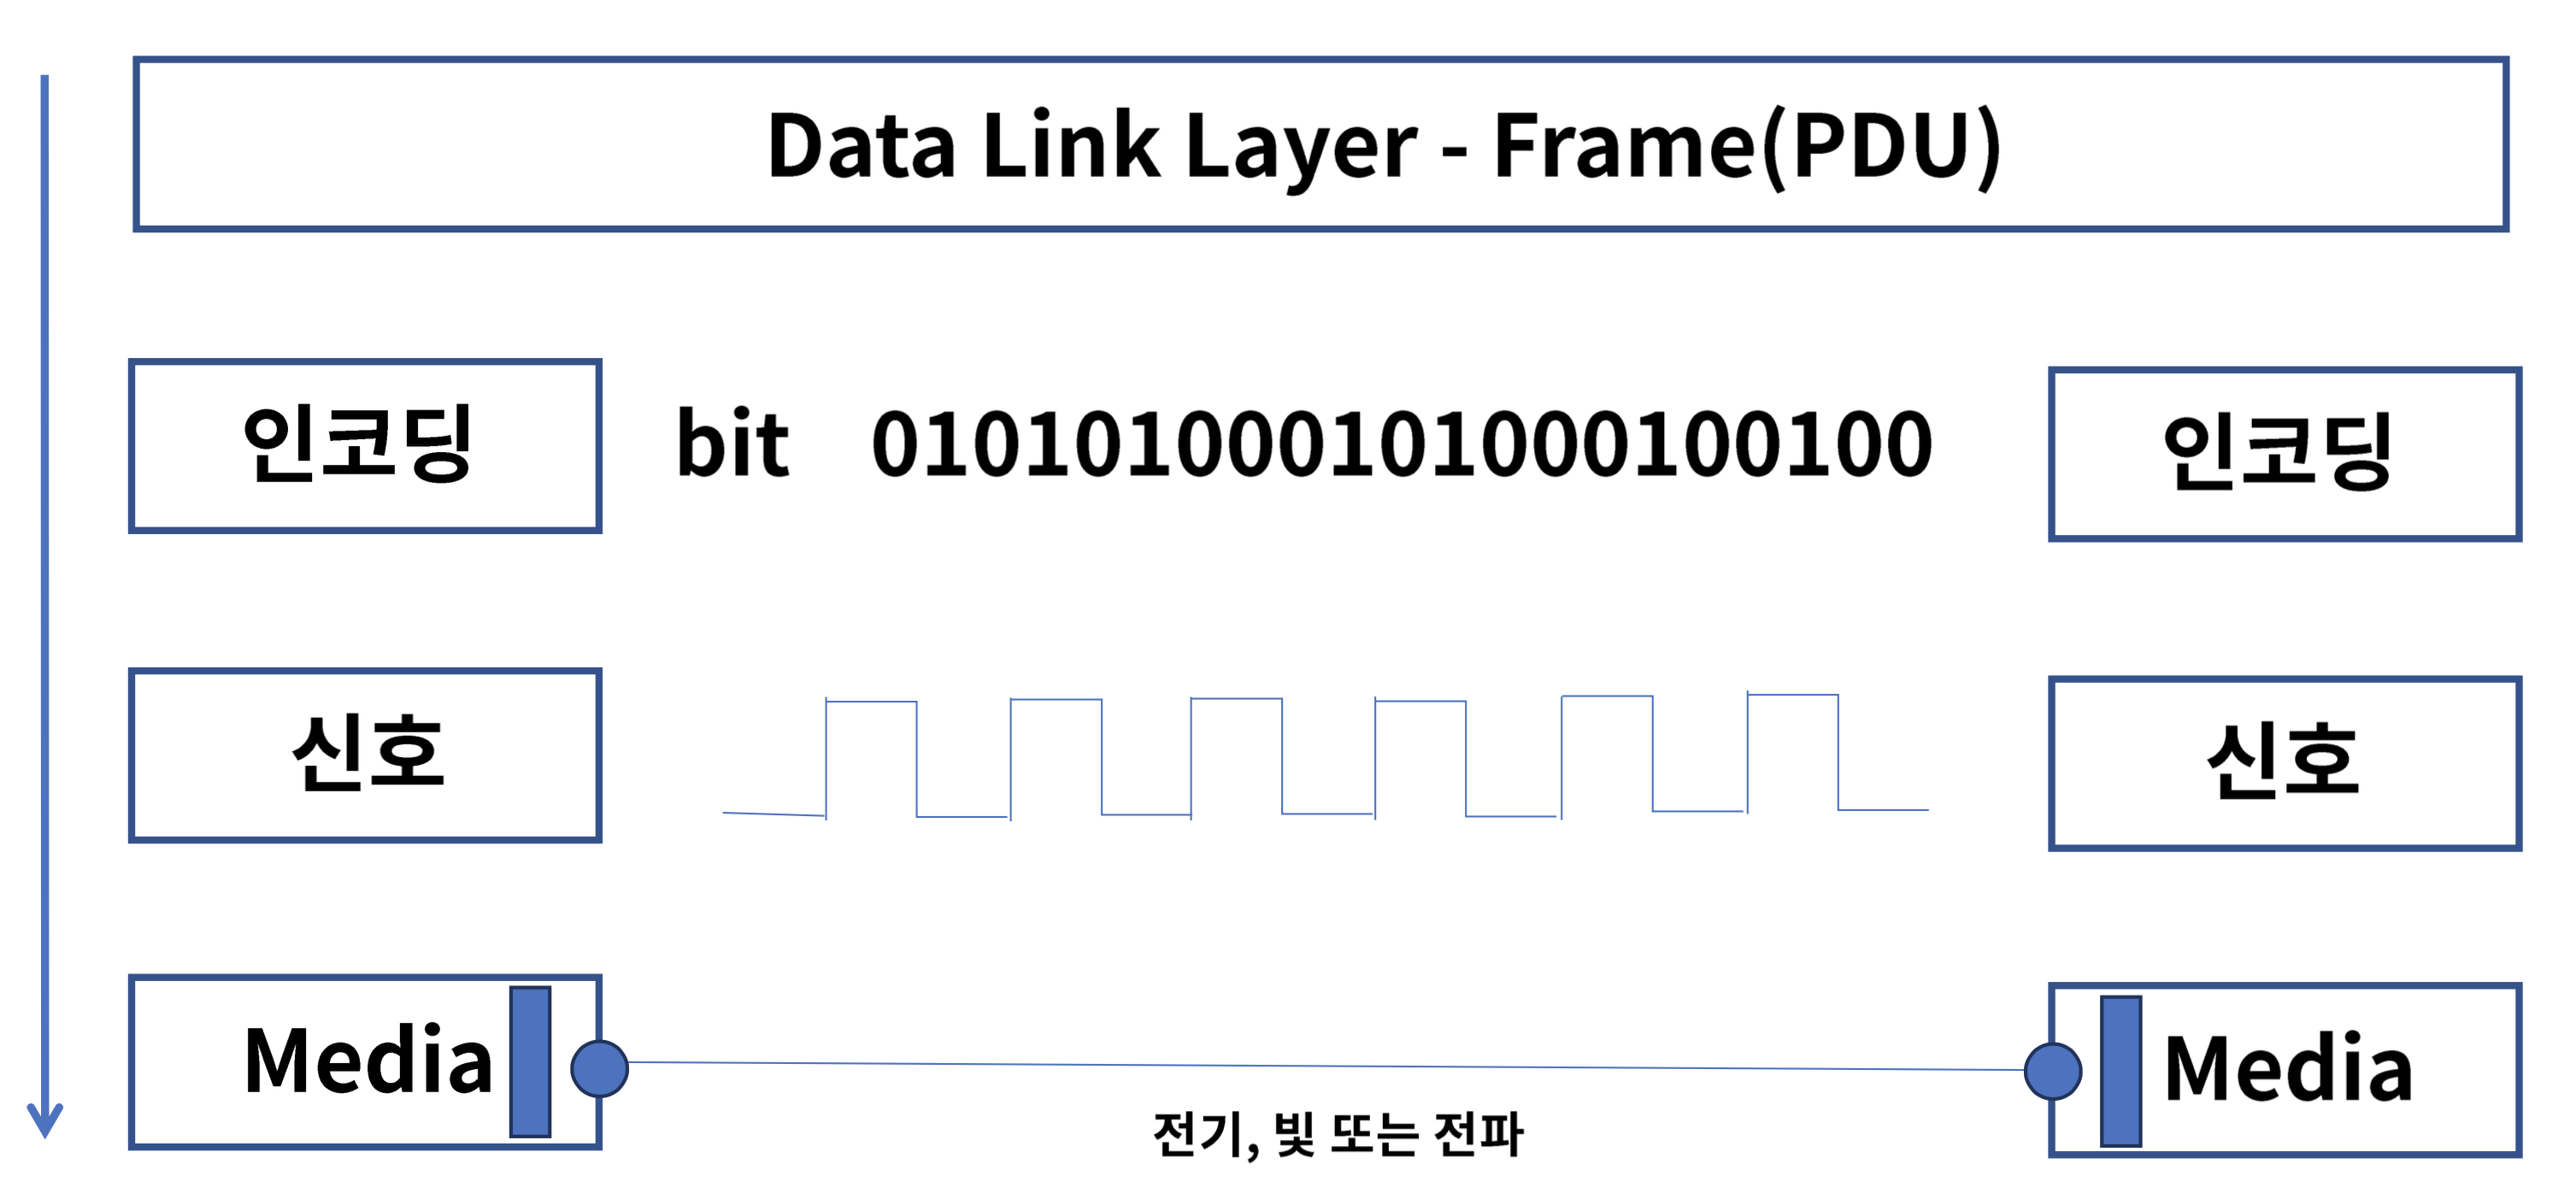 Data Link Layer - Frame(PDU)
인코딩 bit 010101000101000100100 인코딩
신호 신호
Media Media
전기, 빛 또는 전파